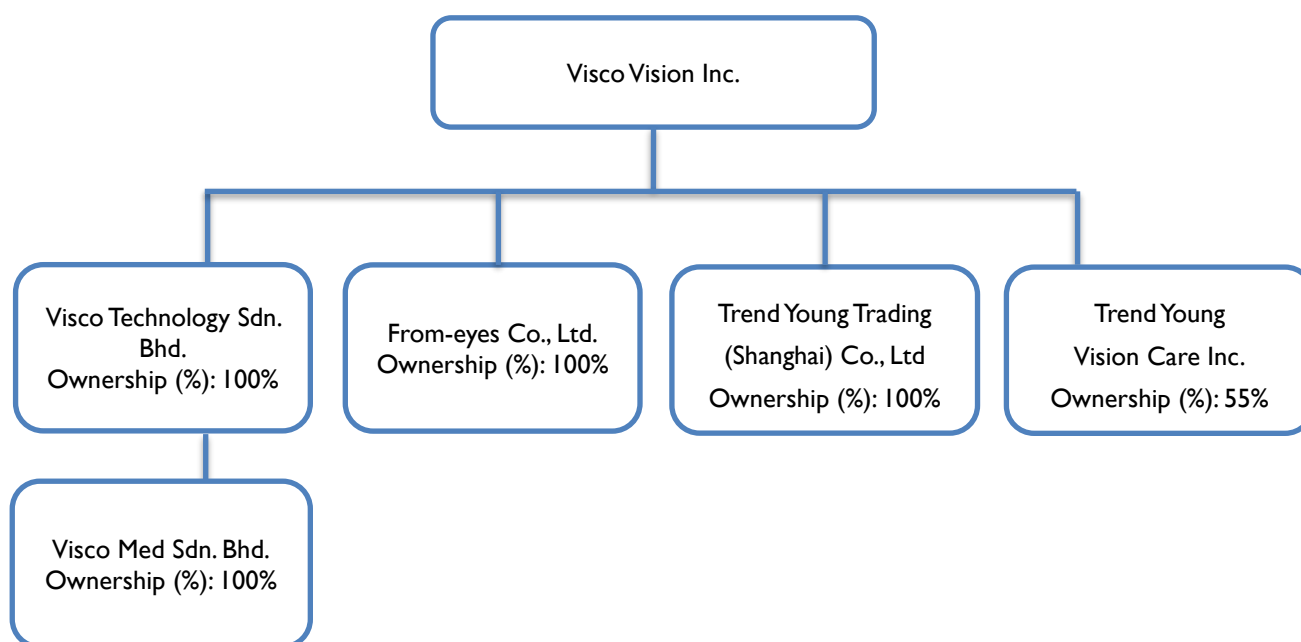 Visco Vision Inc.
Visco Technology Sdn.
Bhd.
Ownership (%): 100%
From-eyes Co., Ltd.
Ownership (%): 100%
Trend Young Trading
(Shanghai) Co., Ltd
Ownership (%): 100%
Trend Young
Vision Care Inc.
Ownership (%): 55%
Visco Med Sdn. Bhd.
Ownership (%): 100%